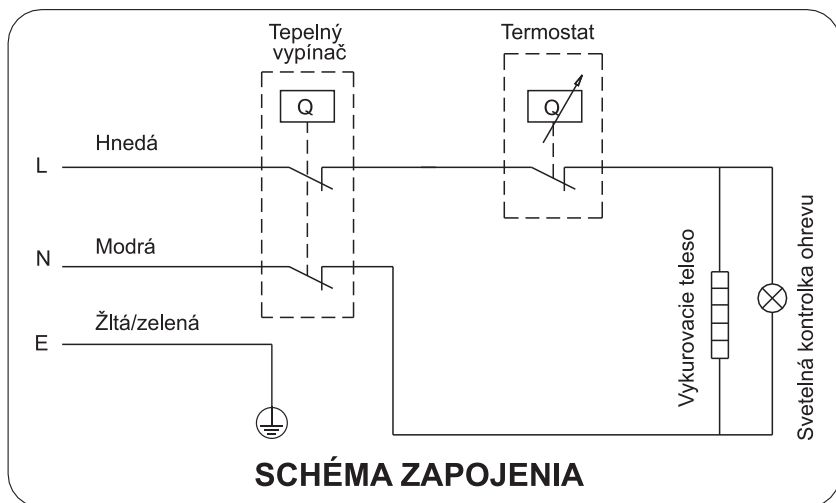 Tepelný
vypínač
Termostat
Q
Q
L
Hnedá
N
Modrá
E
Žltá/zelená
Vykurovacie teleso
Svetelná kontrolka ohrevu
SCHÉMA ZAPOJENIA